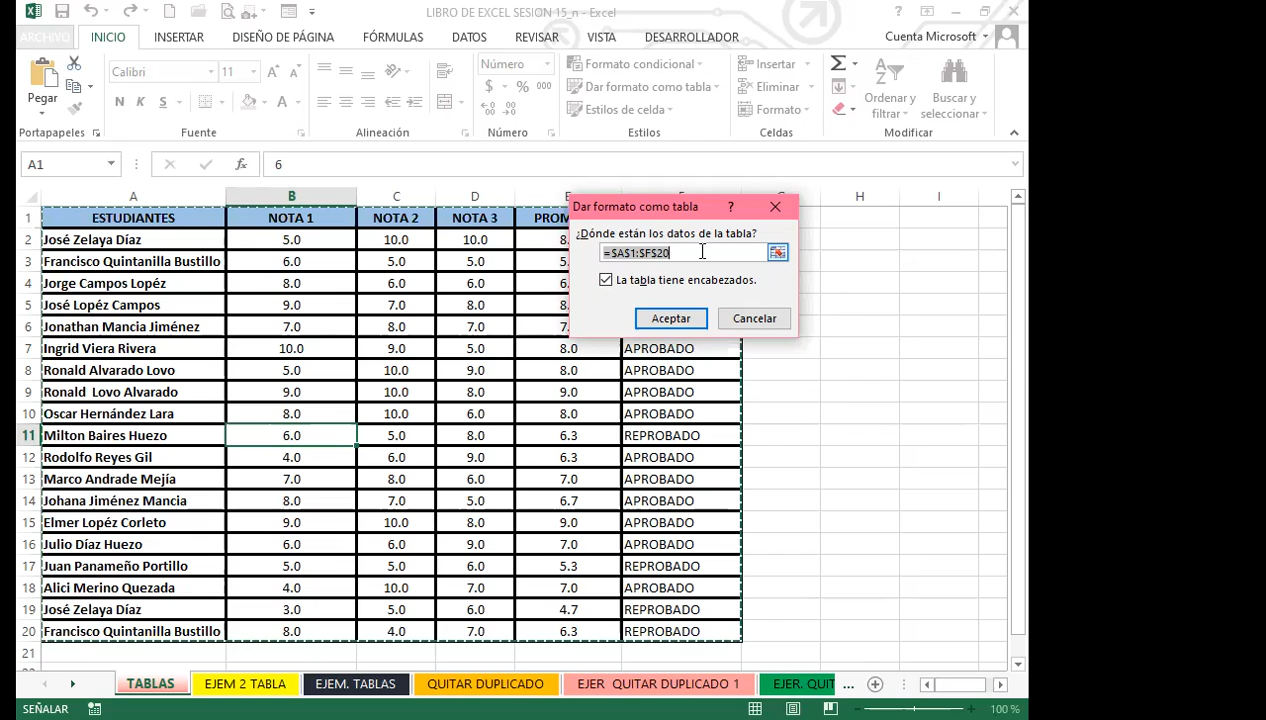 LIBRO DE EXCEL SESION 15_n - Excel
ARCHIVO INICIO INSERTAR DISEÑO DE PÁGINA FÓRMULAS DATOS REVISAR VISTA DESARROLLADOR Cuenta Microsoft
Calibri 11 Número Formato condicional Insertar
Pegar Dar formato como tabla Eliminar Ordenar y filtrar Buscar y seleccionar
N K S $ % 000 Estilos de celda Formato
Portapapeles Fuente Alineación Número Estilos Celdas Modificar
A1 fx 6
A B C D E F G H I
1 ESTUDIANTES NOTA 1 NOTA 2 NOTA 3 PROM
2 José Zelaya Díaz 5.0 10.0 10.0 8.
3 Francisco Quintanilla Bustillo 6.0 8.0 5.0 5.
4 Jorge Campos Lopéz 8.0 6.0 6.0 6.
5 José Lopéz Campos 9.0 7.0 8.0 8.
6 Jonathan Mancia Jiménez 7.0 8.0 7.0 7.
7 Ingrid Viera Rivera 10.0 9.0 5.0 8.0 APROBADO
8 Ronald Alvarado Lovo 5.0 10.0 9.0 8.0 APROBADO
9 Ronald Lovo Alvarado 9.0 10.0 8.0 9.0 APROBADO
10 Oscar Hernández Lara 8.0 10.0 6.0 8.0 APROBADO
11 Milton Baires Huezo 6.0 5.0 8.0 6.3 REPROBADO
12 Rodolfo Reyes Gil 4.0 6.0 9.0 6.3 APROBADO
13 Marco Andrade Mejía 7.0 8.0 6.0 7.0 APROBADO
14 Johana Jiménez Mancia 8.0 7.0 5.0 6.7 APROBADO
15 Elmer Lopéz Corleto 9.0 10.0 8.0 9.0 APROBADO
16 Julio Díaz Huezo 6.0 6.0 9.0 7.0 APROBADO
17 Juan Panameño Portillo 5.0 5.0 6.0 5.3 REPROBADO
18 Alici Merino Quezada 4.0 10.0 7.0 7.0 APROBADO
19 José Zelaya Díaz 3.0 5.0 6.0 4.7 REPROBADO
20 Francisco Quintanilla Bustillo 8.0 4.0 7.0 6.3 REPROBADO
21
Dar formato como tabla ?
¿Dónde están los datos de la tabla?
=$A$1:$F$20
La tabla tiene encabezados.
Aceptar Cancelar
TABLAS EJEM 2 TABLA EJEM. TABLAS QUITAR DUPLICADO EJER QUITAR DUPLICADO 1 EJER. QUIT ...
SEÑALAR 100 %